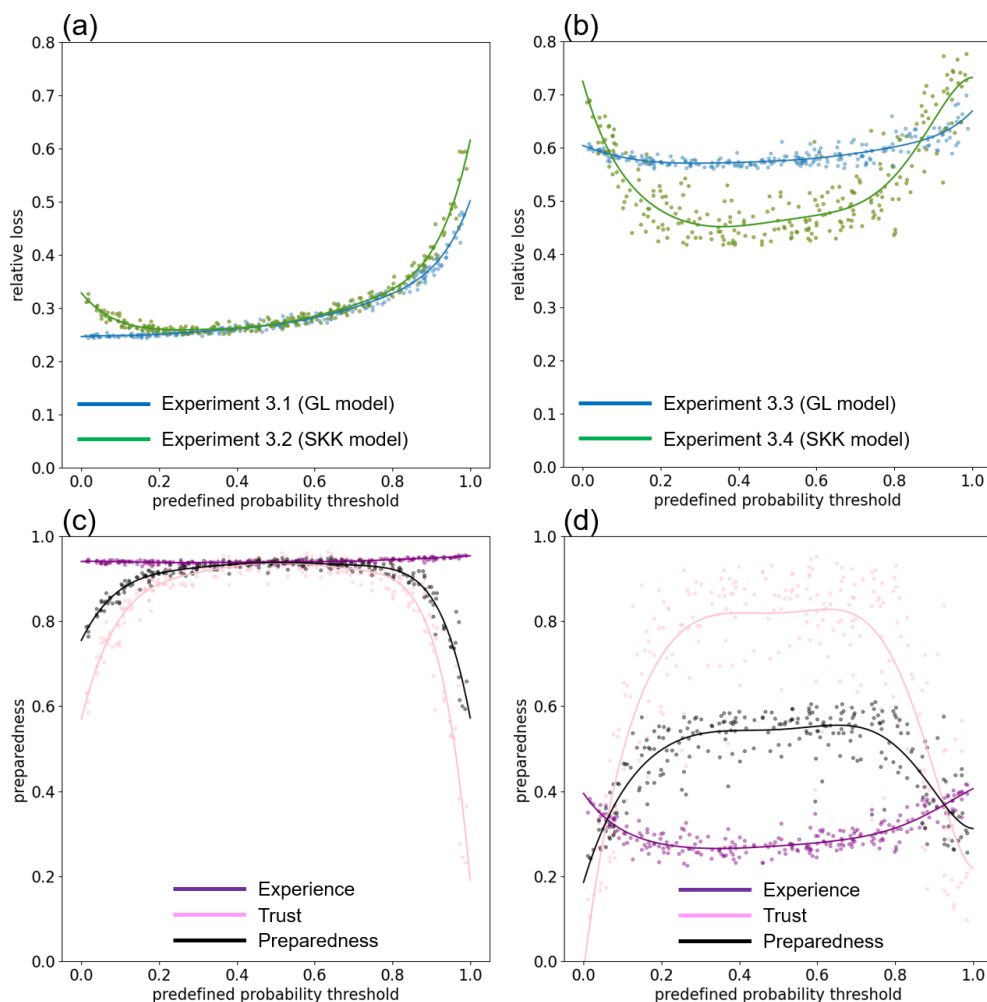 (a)
0.8
0.7
0.6
0.5
0.4
0.3
0.2
0.1
0.0
relative loss
Experiment 3.1 (GL model)
Experiment 3.2 (SKK model)
0.0 0.2 0.4 0.6 0.8 1.0
predefined probability threshold
(b)
0.8
0.7
0.6
0.5
0.4
0.3
0.2
0.1
0.0
relative loss
Experiment 3.3 (GL model)
Experiment 3.4 (SKK model)
0.0 0.2 0.4 0.6 0.8 1.0
predefined probability threshold
(c)
1.0
0.8
0.6
0.4
0.2
0.0
preparedness
Experience
Trust
Preparedness
0.0 0.2 0.4 0.6 0.8 1.0
predefined probability threshold
(d)
1.0
0.8
0.6
0.4
0.2
0.0
preparedness
Experience
Trust
Preparedness
0.0 0.2 0.4 0.6 0.8 1.0
predefined probability threshold